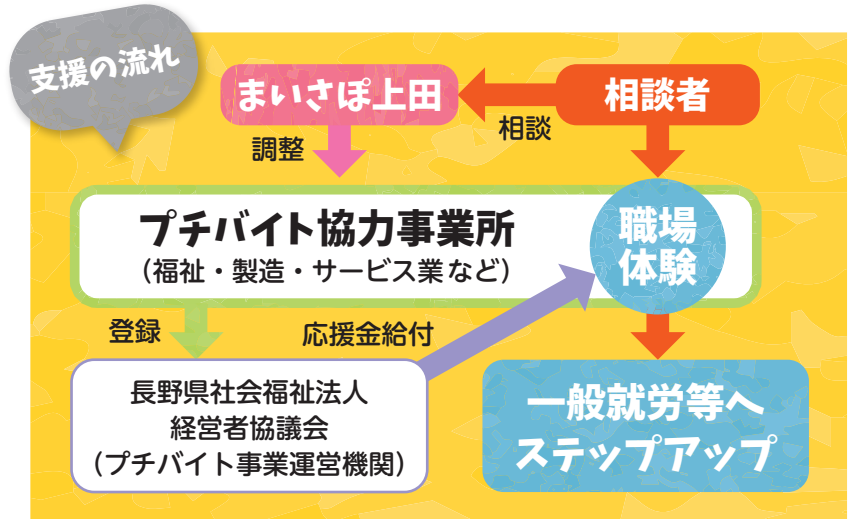 支援の流れ
まいさぽ上田
相談者
相談
調整
プチバイト協力事業所
（福祉・製造・サービス業など）
職場
体験
登録
応援金給付
長野県社会福祉法人
経営者協議会
（プチバイト事業運営機関）
一般就労等へ
ステップアップ